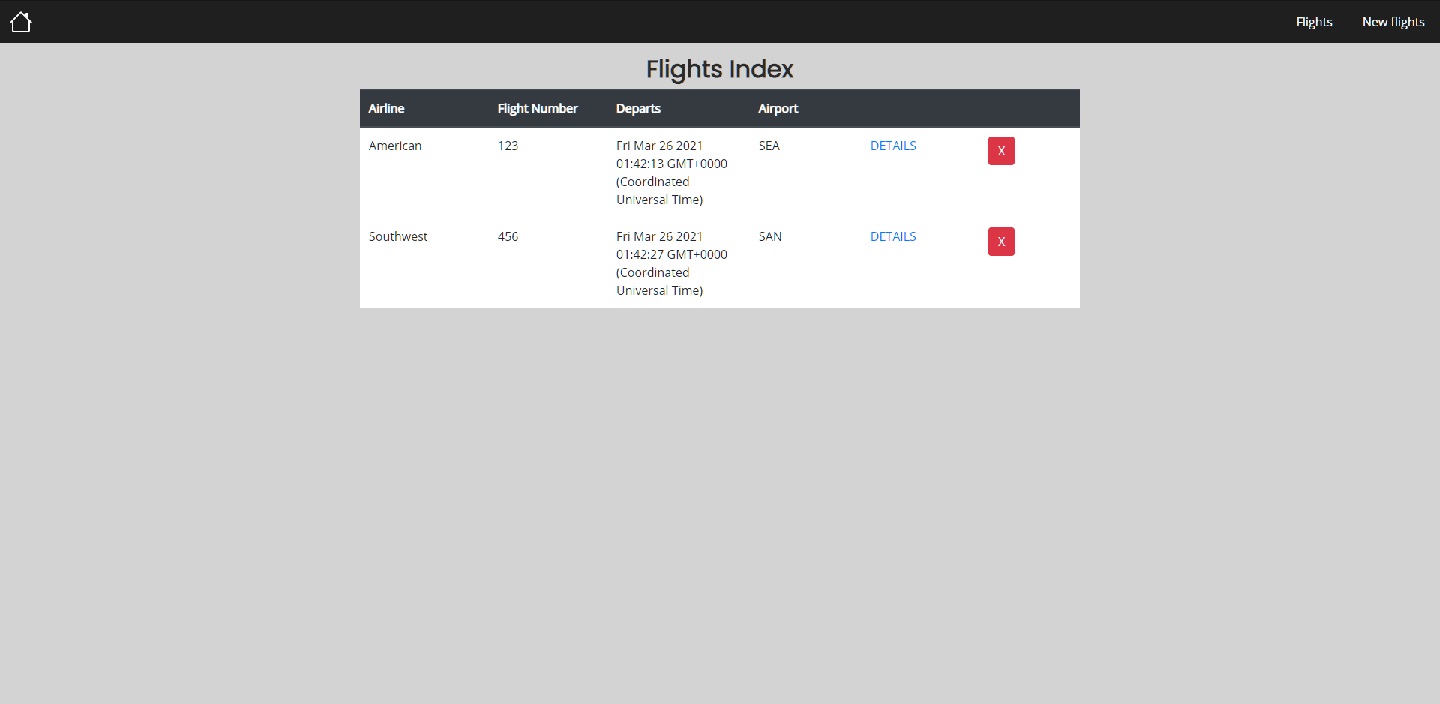 Flights New flights
Flights Index
Airline Flight Number Departs Airport
American 123 Fri Mar 26 2021 SEA DETAILS X
01:42:13 GMT+0000
(Coordinated
Universal Time)
Southwest 456 Fri Mar 26 2021 SAN DETAILS X
01:42:27 GMT+0000
(Coordinated
Universal Time)